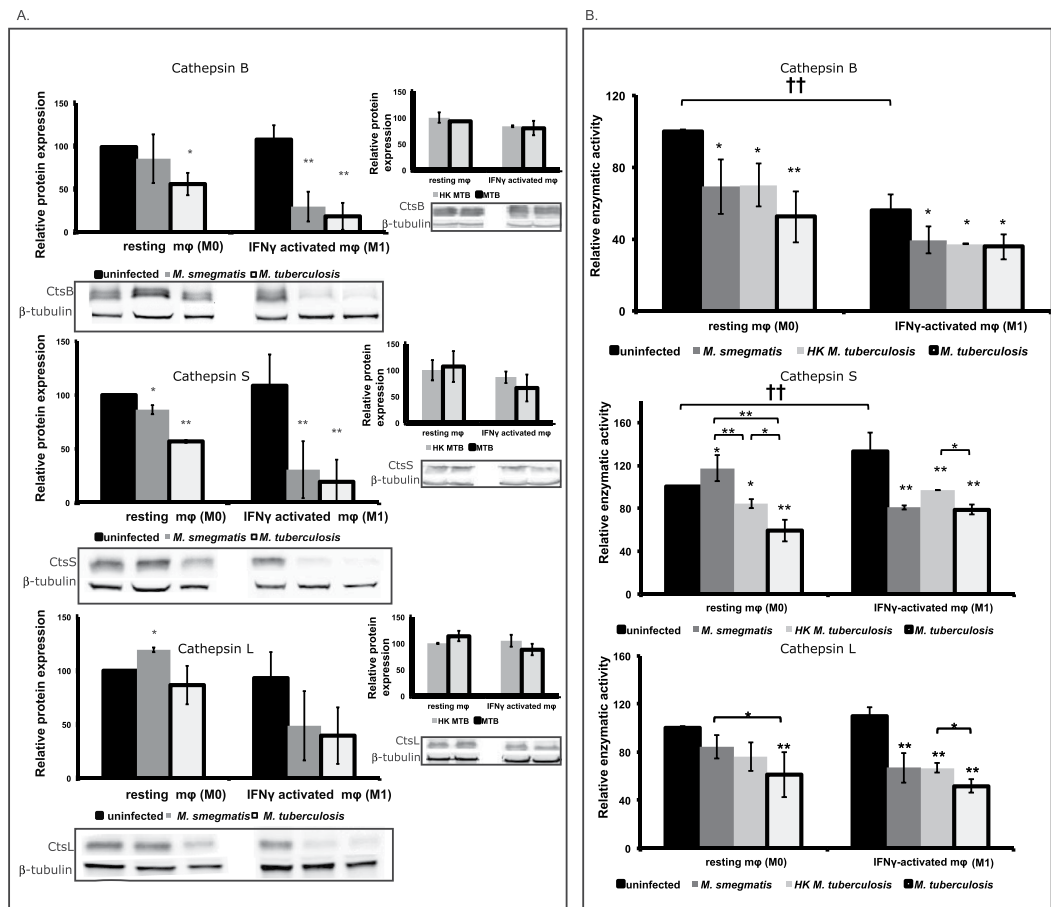 A.
Cathepsin B
Relative protein expression
150
100
50
0
*
**
**
resting mφ (M0) IFNγ activated mφ (M1)
uninfected M. smegmatis M. tuberculosis
CtsB
β-tubulin
Relative protein
expression
150
100
50
0
resting mφ IFNγ activated mφ
HK MTB MTB
CtsB
β-tubulin
Cathepsin S
Relative protein expression
150
100
50
0
*
**
**
**
resting mφ (M0) IFNγ activated mφ (M1)
uninfected M. smegmatis M. tuberculosis
CtsS
β-tubulin
Relative protein
expression
150
100
50
0
resting mφ IFNγ activated mφ
HK MTB MTB
CtsS
β-tubulin
Cathepsin L
Relative protein expression
150
100
50
0
*
resting mφ (M0) IFNγ activated mφ (M1)
uninfected M. smegmatis M. tuberculosis
CtsL
β-tubulin
Relative protein
expression
150
100
50
0
resting mφ IFNγ activated mφ
HK MTB MTB
CtsL
β-tubulin
B.
Cathepsin B
Relative enzymatic activity
120
80
40
0
††
* * **
* * *
resting mφ (M0) IFNγ-activated mφ (M1)
uninfected M. smegmatis HK M. tuberculosis M. tuberculosis
Cathepsin S
Relative enzymatic activity
160
120
80
40
0
††
**
** *
* * **
*
** ** **
resting mφ (M0) IFNγ-activated mφ (M1)
uninfected M. smegmatis HK M. tuberculosis M. tuberculosis
Cathepsin L
Relative enzymatic activity
160
120
80
40
0
*
**
*
** ** **
resting mφ (M0) IFNγ-activated mφ (M1)
uninfected M. smegmatis HK M. tuberculosis M. tuberculosis